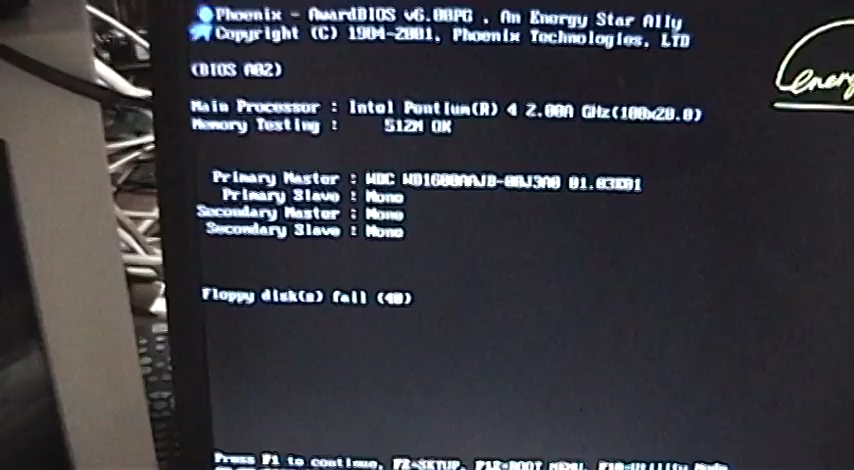 Phoenix - AwardBIOS v6.00PG , An Energy Star Ally
Copyright (C) 1984-2001, Phoenix Technologies, LTD
(BIOS A02)
Main Processor : Intel Pentium(R) 4 2.00A GHz(100x20.0)
Memory Testing : 512M OK
Primary Master : WDC WD1600AAJB-00J3A0 01.03E01
Primary Slave : None
Secondary Master : None
Secondary Slave : None
Floppy disk(s) fail (40)
Press F1 to continue, F2=SETUP, F12=BOOT MENU, F10=Utility Mode
energy